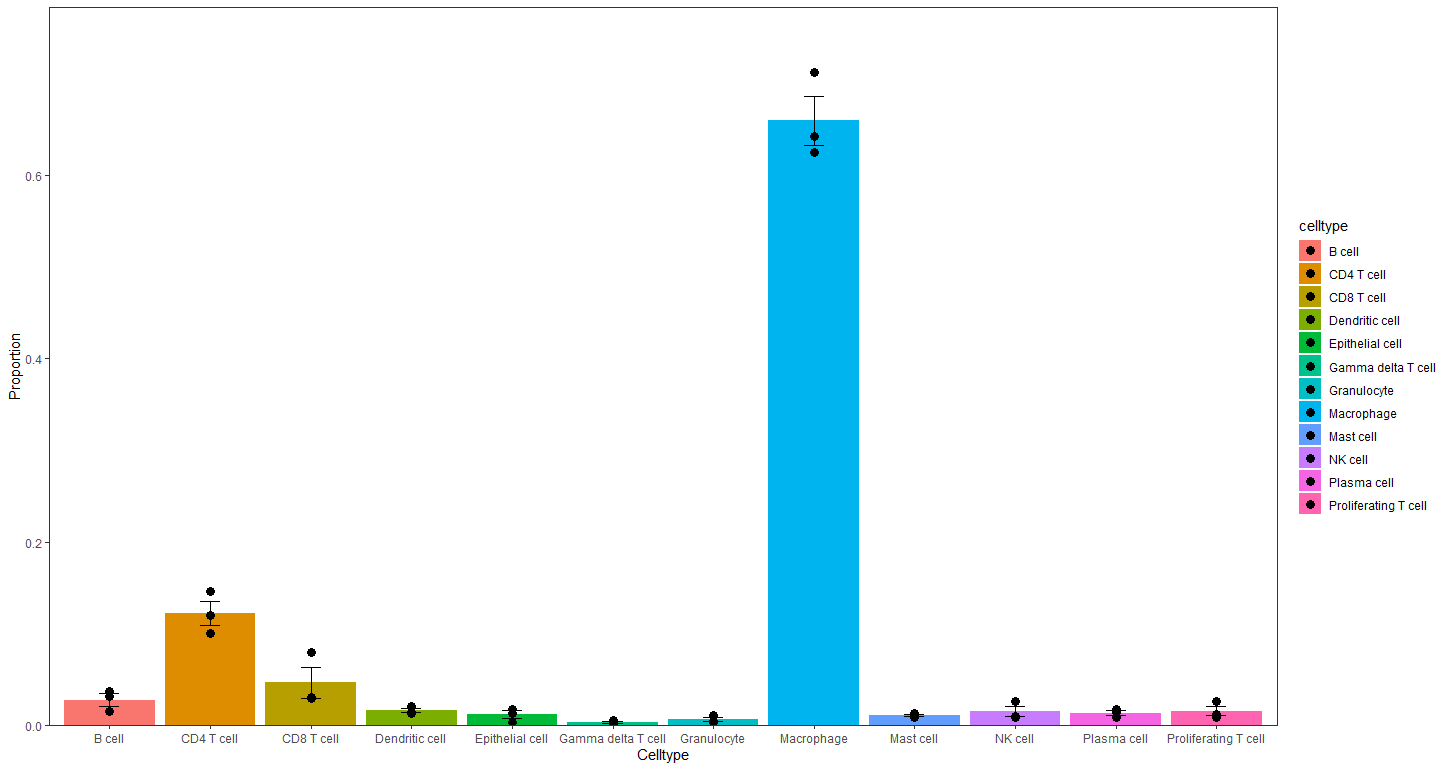 Proportion
0.6
0.4
0.2
0.0
B cell
CD4 T cell
CD8 T cell
Dendritic cell
Epithelial cell
Gamma delta T cell
Granulocyte
Macrophage
Mast cell
NK cell
Plasma cell
Proliferating T cell
Celltype
celltype
B cell
CD4 T cell
CD8 T cell
Dendritic cell
Epithelial cell
Gamma delta T cell
Granulocyte
Macrophage
Mast cell
NK cell
Plasma cell
Proliferating T cell